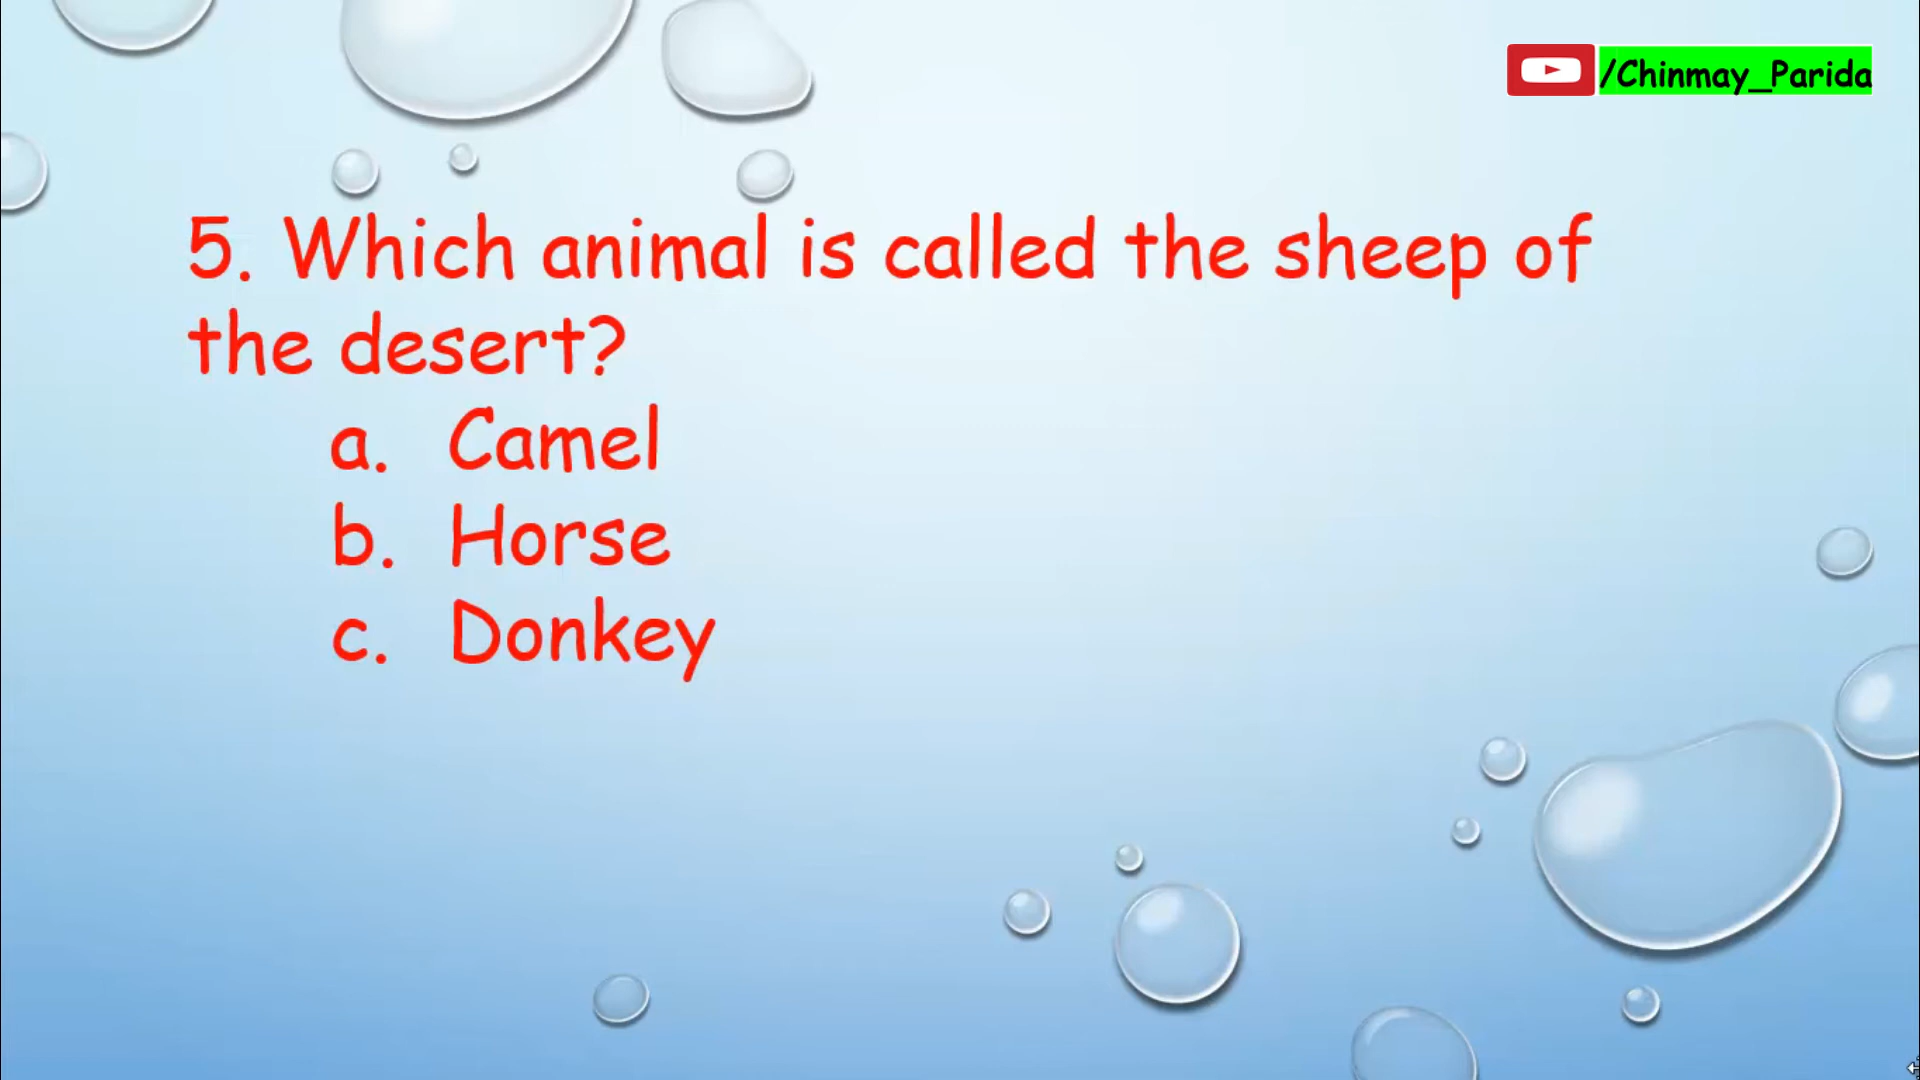 /Chinmay_Parida
5. Which animal is called the sheep of
the desert?
a. Camel
b. Horse
c. Donkey